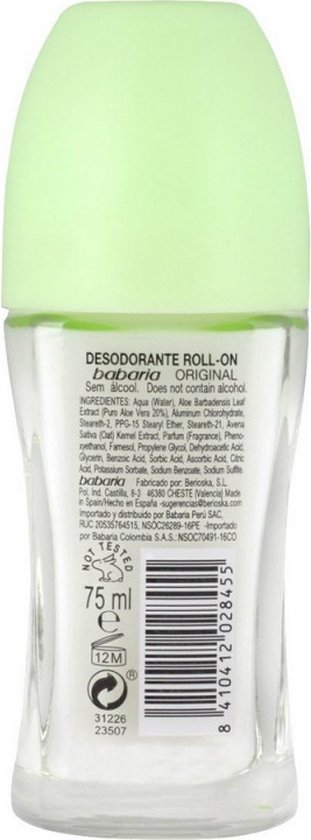 DESODORANTE ROLL-ON
babaria ORIGINAL
Sem álcool. Does not contain alcohol.
INGREDIENTES: Aqua (Water), Aloe Barbadensis Leaf
Extract (Puro Aloe Vera 20%), Aluminum Chlorohydrate,
Steareth-2, PPG-15 Stearyl Ether, Steareth-21, Avena
Sativa (Oat) Kernel Extract, Parfum (Fragrance), Pheno-
xyethanol, Farnesol, Propylene Glycol, Dehydroacetic Acid,
Glycerin, Benzoic Acid, Sorbic Acid, Ascorbic Acid, Citric
Acid, Potassium Sorbate, Sodium Benzoate, Sodium Sulfite.
babaria Fabricado por: Berioska, S.L.
Pol. Ind. Castilla, 8-3 46380 CHESTE (Valencia) Made
in Spain/Hecho en España -sugerencias@berioska.es-
Importado y distribuido por Babaria Perú SAC,
RUC 20535764515, NSOC26289-16PE - Importado
por: Babaria Colombia S.A.S. NSOC70491-16CO
NOT TESTED
75 ml
e
12M
®
31226
23507
8 410412 028455